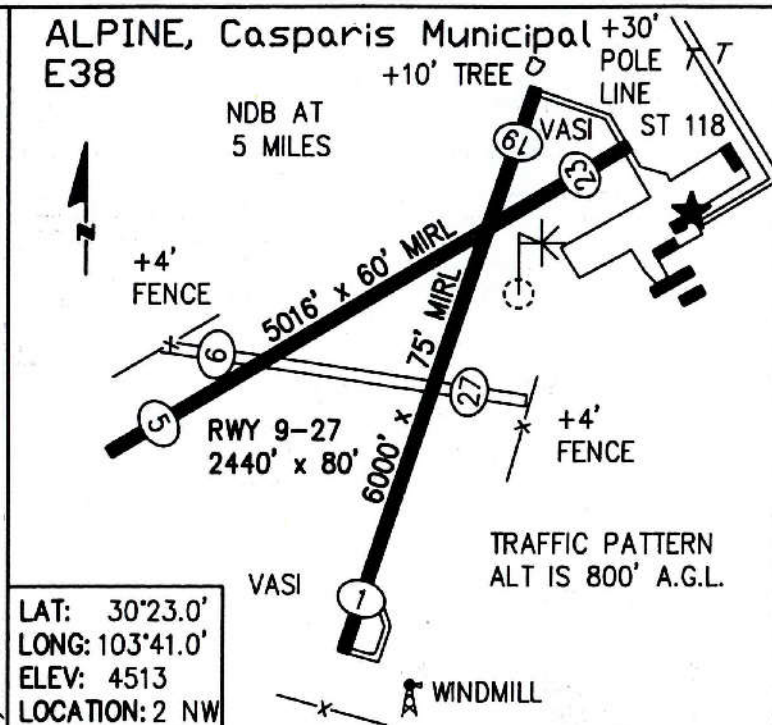 ALPINE, Casparis Municipal
E38
+10' TREE
+30'
POLE
LINE
T T
NDB AT
5 MILES
VASI
ST 118
19
23
N
+4'
FENCE
5016' x 60' MIRL
6000' x 75' MIRL
9
27
5
RWY 9-27
2440' x 80'
+4'
FENCE
TRAFFIC PATTERN
ALT IS 800' A.G.L.
VASI
1
WINDMILL
LAT: 30°23.0'
LONG: 103°41.0'
ELEV: 4513
LOCATION: 2 NW